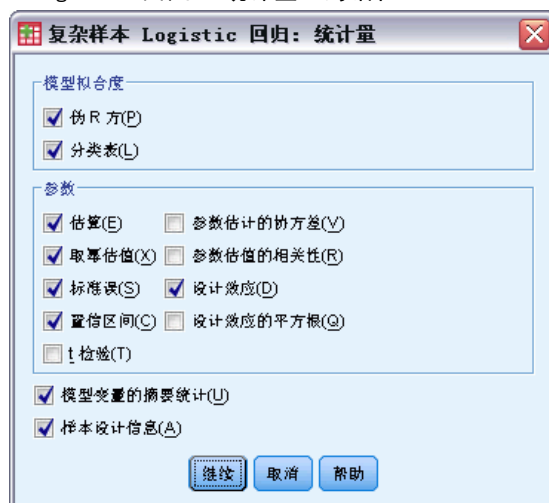 复杂样本 Logistic 回归: 统计量
模型拟合度
伪 R 方(P)
分类表(L)
参数
估算(E) 参数估计的协方差(V)
取幂估值(X) 参数估值的相关性(R)
标准误(S) 设计效应(D)
置信区间(C) 设计效应的平方根(Q)
t 检验(T)
模型变量的摘要统计(U)
样本设计信息(A)
继续 取消 帮助